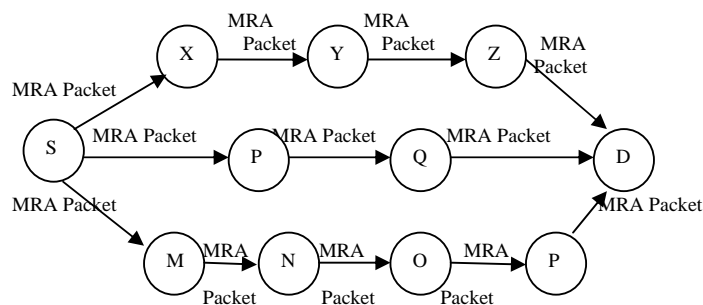 MRA MRA
Packet Packet MRA
X Y Z Packet
MRA Packet
S MRA Packet P MRA Packet Q MRA Packet D
MRA Packet MRA Packet
M MRA N MRA O MRA P
Packet Packet Packet